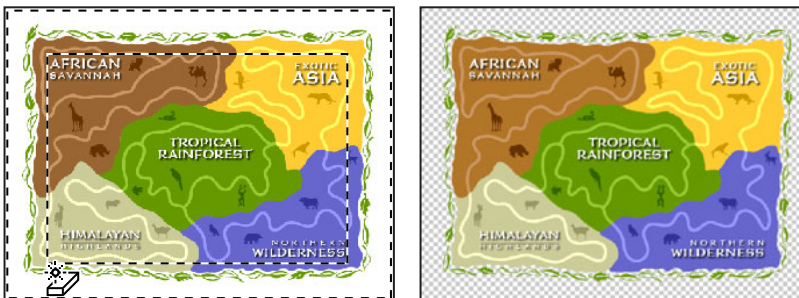 AFRICAN
SAVANNAH
EXOTIC
ASIA
TROPICAL
RAINFOREST
HIMALAYAN
HIGHLANDS
NORTHERN
WILDERNESS
AFRICAN
SAVANNAH
EXOTIC
ASIA
TROPICAL
RAINFOREST
HIMALAYAN
HIGHLANDS
NORTHERN
WILDERNESS